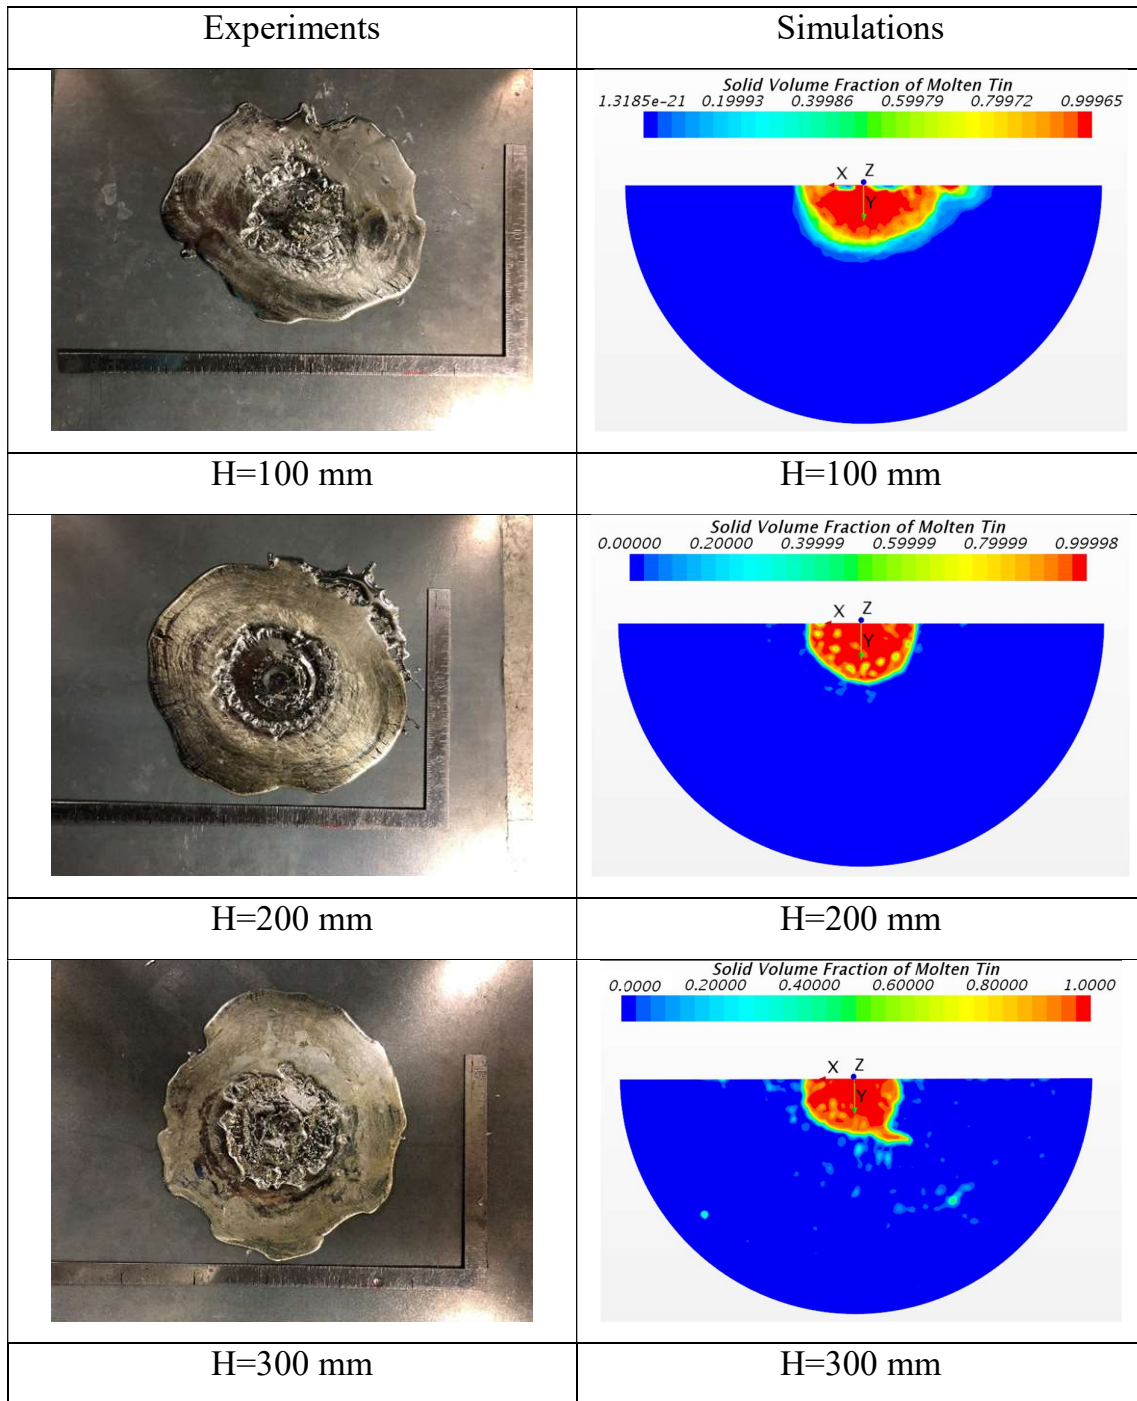 Experiments
Simulations
Solid Volume Fraction of Molten Tin
1.3185e-21 0.19993 0.39986 0.59979 0.79972 0.99965
X Z
Y
H=100 mm
H=100 mm
Solid Volume Fraction of Molten Tin
0.00000 0.20000 0.39999 0.59999 0.79999 0.99998
X Z
Y
H=200 mm
H=200 mm
Solid Volume Fraction of Molten Tin
0.0000 0.20000 0.40000 0.60000 0.80000 1.0000
X Z
Y
H=300 mm
H=300 mm